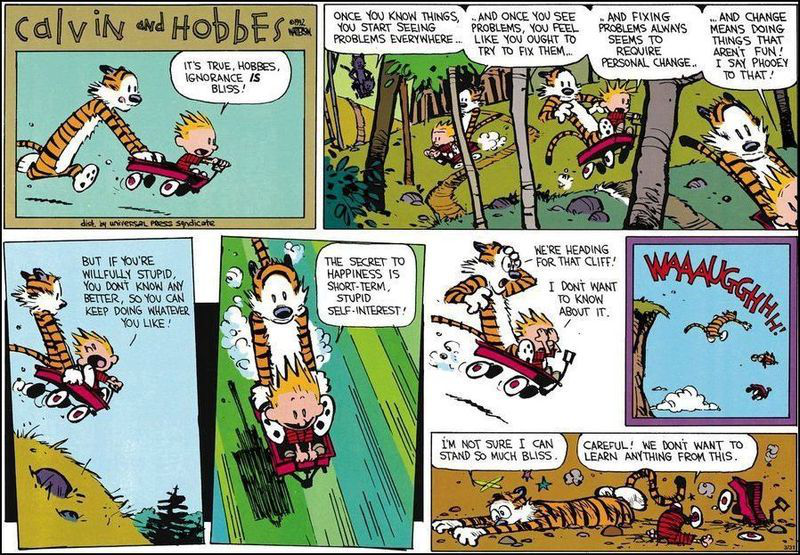 Calvin and Hobbes
©1992
WATTERSON
IT'S TRUE, HOBBES,
IGNORANCE IS
BLISS!
dist. by universal press syndicate
ONCE YOU KNOW THINGS,
YOU START SEEING
PROBLEMS EVERYWHERE...
...AND ONCE YOU SEE
PROBLEMS, YOU FEEL
LIKE YOU OUGHT TO
TRY TO FIX THEM...
...AND FIXING
PROBLEMS ALWAYS
SEEMS TO
REQUIRE
PERSONAL CHANGE...
...AND CHANGE
MEANS DOING
THINGS THAT
AREN'T FUN!
I SAY PHOOEY
TO THAT!
BUT IF YOU'RE
WILLFULLY STUPID,
YOU DON'T KNOW ANY
BETTER, SO YOU CAN
KEEP DOING WHATEVER
YOU LIKE!
THE SECRET TO
HAPPINESS IS
SHORT-TERM,
STUPID
SELF-INTEREST!
WE'RE HEADING
FOR THAT CLIFF!
I DON'T WANT
TO KNOW
ABOUT IT.
WAAAUGGHHH!
I'M NOT SURE I CAN
STAND SO MUCH BLISS.
CAREFUL! WE DON'T WANT TO
LEARN ANYTHING FROM THIS.